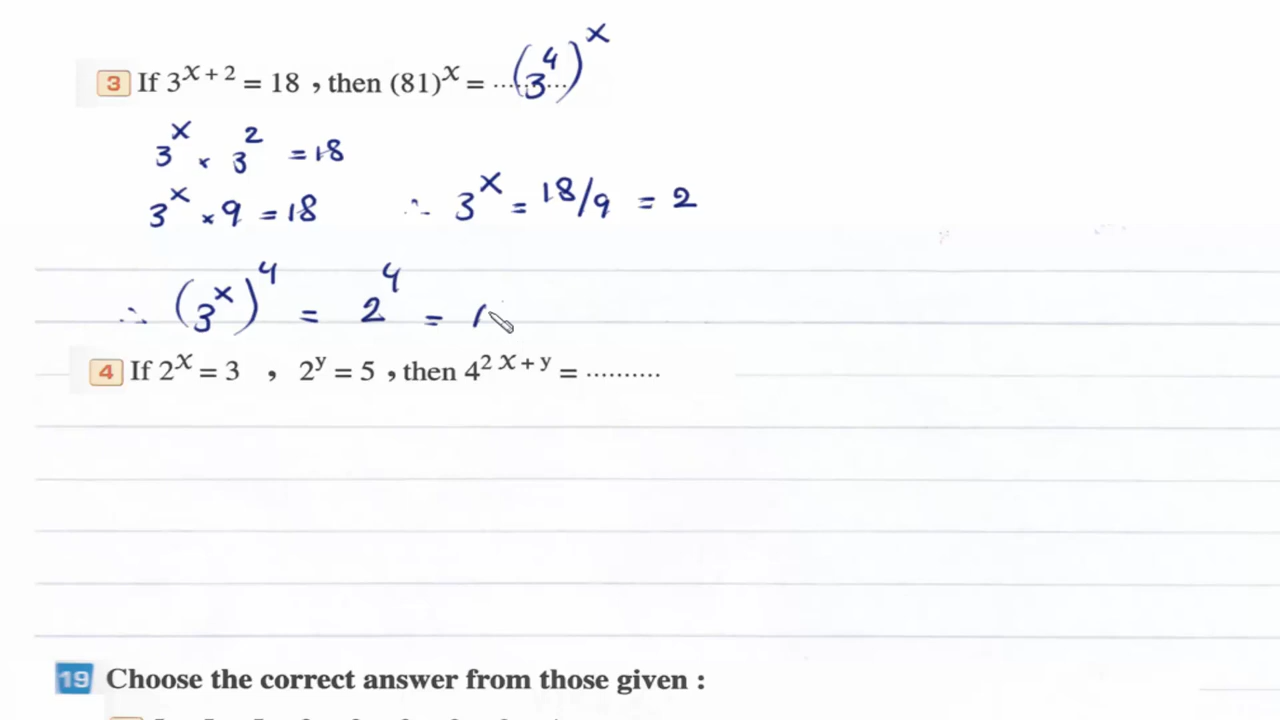 3 If 3^{x+2} = 18 , then (81)^x = ......... (3^4)^x
3^x × 3^2 = 18
3^x × 9 = 18 ∴ 3^x = 18/9 = 2
∴ (3^x)^4 = 2^4 = 1
4 If 2^x = 3 , 2^y = 5 , then 4^{2x+y} = ..........
19 Choose the correct answer from those given :